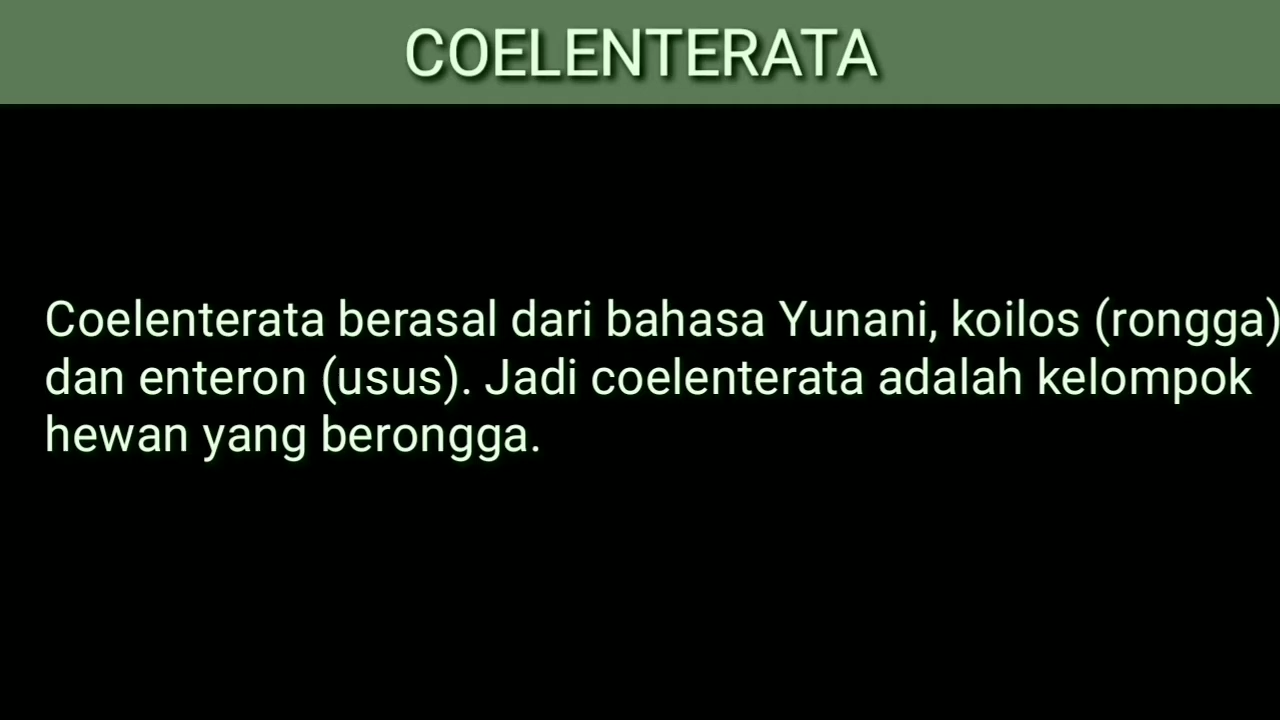 COELENTERATA
Coelenterata berasal dari bahasa Yunani, koilos (rongga)
dan enteron (usus). Jadi coelenterata adalah kelompok
hewan yang berongga.